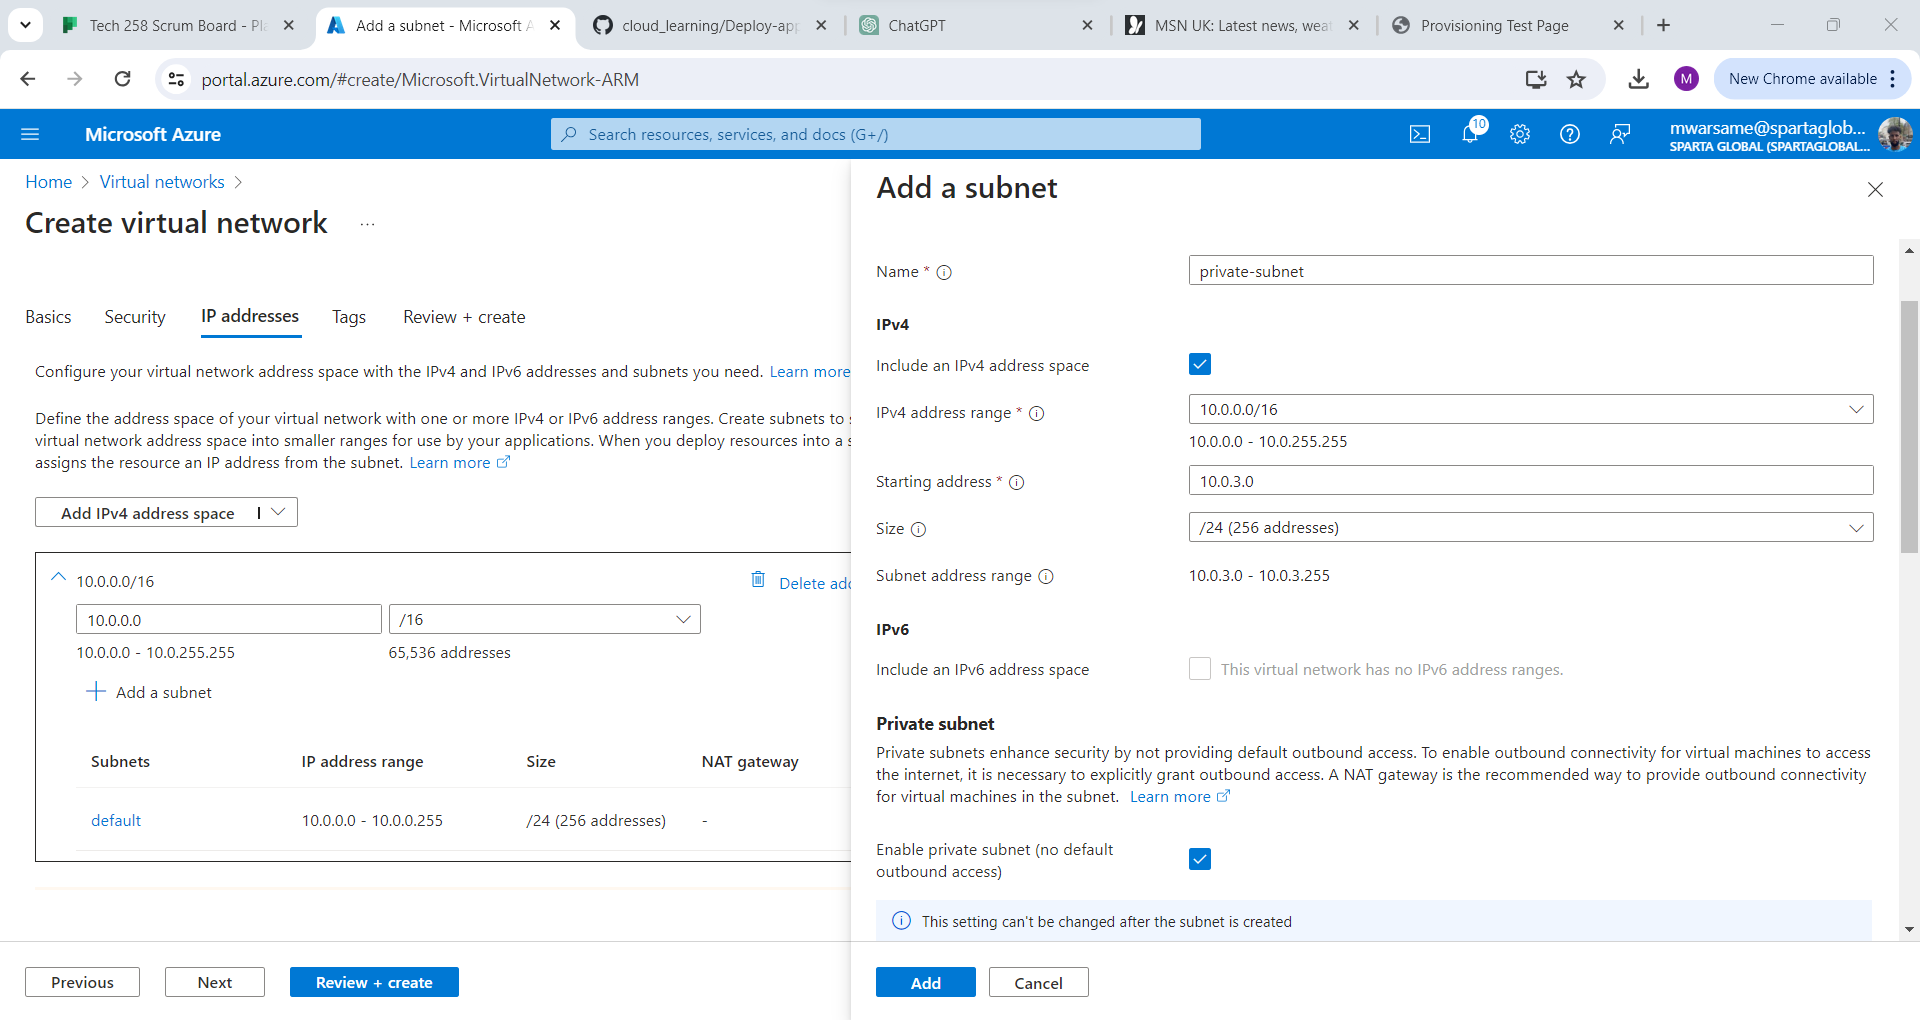 Tech 258 Scrum Board - Pla
Add a subnet - Microsoft A
cloud_learning/Deploy-app
ChatGPT
MSN UK: Latest news, weat
Provisioning Test Page
portal.azure.com/#create/Microsoft.VirtualNetwork-ARM
M
New Chrome available
Microsoft Azure
Search resources, services, and docs (G+/)
10
mwarsame@spartaglob...
SPARTA GLOBAL (SPARTAGLOBAL...
Home > Virtual networks >
Create virtual network ...
Basics Security IP addresses Tags Review + create
Configure your virtual network address space with the IPv4 and IPv6 addresses and subnets you need. Learn more
Define the address space of your virtual network with one or more IPv4 or IPv6 address ranges. Create subnets to s
virtual network address space into smaller ranges for use by your applications. When you deploy resources into a s
assigns the resource an IP address from the subnet. Learn more
Add IPv4 address space |
10.0.0.0/16
Delete add
10.0.0.0
/16
10.0.0.0 - 10.0.255.255
65,536 addresses
+ Add a subnet
Subnets IP address range Size NAT gateway
default 10.0.0.0 - 10.0.0.255 /24 (256 addresses) -
Previous
Next
Review + create
Add a subnet
Name *
private-subnet
IPv4
Include an IPv4 address space
IPv4 address range *
10.0.0.0/16
10.0.0.0 - 10.0.255.255
Starting address *
10.0.3.0
Size
/24 (256 addresses)
Subnet address range
10.0.3.0 - 10.0.3.255
IPv6
Include an IPv6 address space
This virtual network has no IPv6 address ranges.
Private subnet
Private subnets enhance security by not providing default outbound access. To enable outbound connectivity for virtual machines to access
the internet, it is necessary to explicitly grant outbound access. A NAT gateway is the recommended way to provide outbound connectivity
for virtual machines in the subnet. Learn more
Enable private subnet (no default
outbound access)
This setting can't be changed after the subnet is created
Add
Cancel